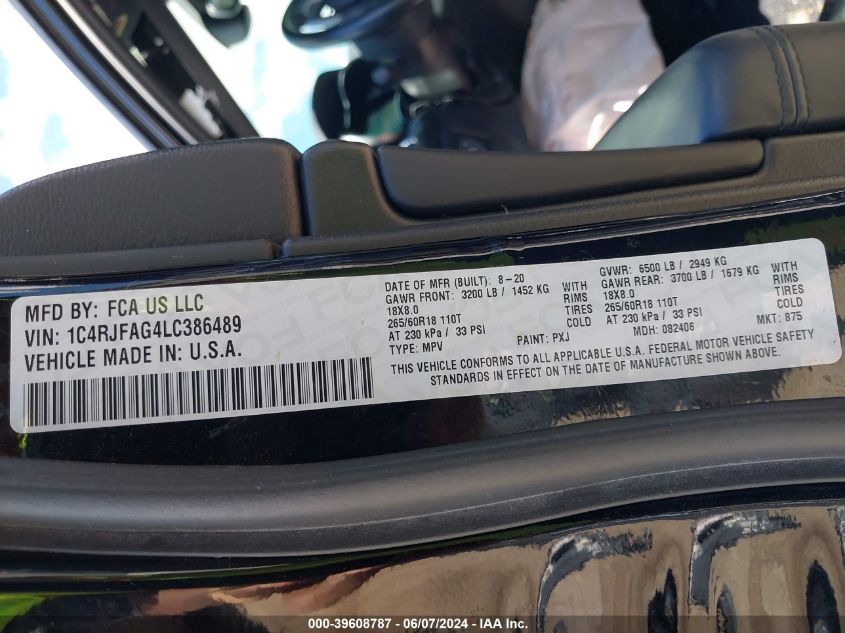 MFD BY: FCA US LLC
VIN: 1C4RJFAG4LC386489
VEHICLE MADE IN: U.S.A.
DATE OF MFR (BUILT): 8-20
GAWR FRONT: 3200 LB / 1452 KG WITH
18X8.0 RIMS
265/60R18 110T TIRES
AT 230 kPa / 33 PSI
TYPE: MPV PAINT: PXJ
GVWR: 6500 LB / 2949 KG
GAWR REAR: 3700 LB / 1679 KG WITH
18X8.0 RIMS
265/60R18 110T TIRES
AT 230 kPa / 33 PSI
MDH: 082406 MKT: 875
THIS VEHICLE CONFORMS TO ALL APPLICABLE U.S.A. FEDERAL MOTOR VEHICLE SAFETY
STANDARDS IN EFFECT ON THE DATE OF MANUFACTURE SHOWN ABOVE.
000-39608787 - 06/07/2024 - IAAI.com